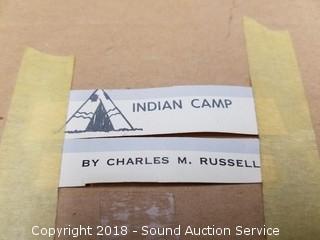 INDIAN CAMP
BY CHARLES M. RUSSELL
Copyright 2018 - Sound Auction Service